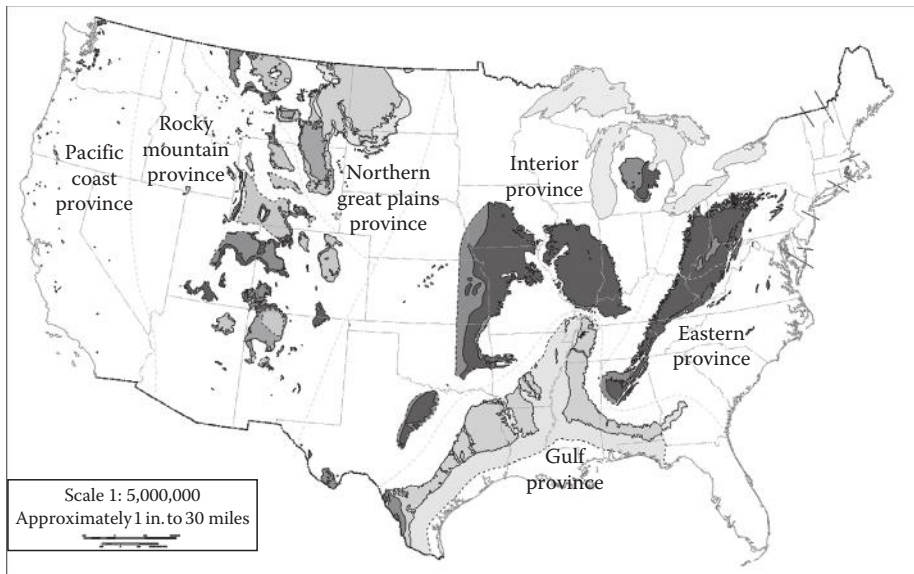 Pacific
coast
province
Rocky
mountain
province
Northern
great plains
province
Interior
province
Eastern
province
Gulf
province
Scale 1: 5,000,000
Approximately 1 in. to 30 miles